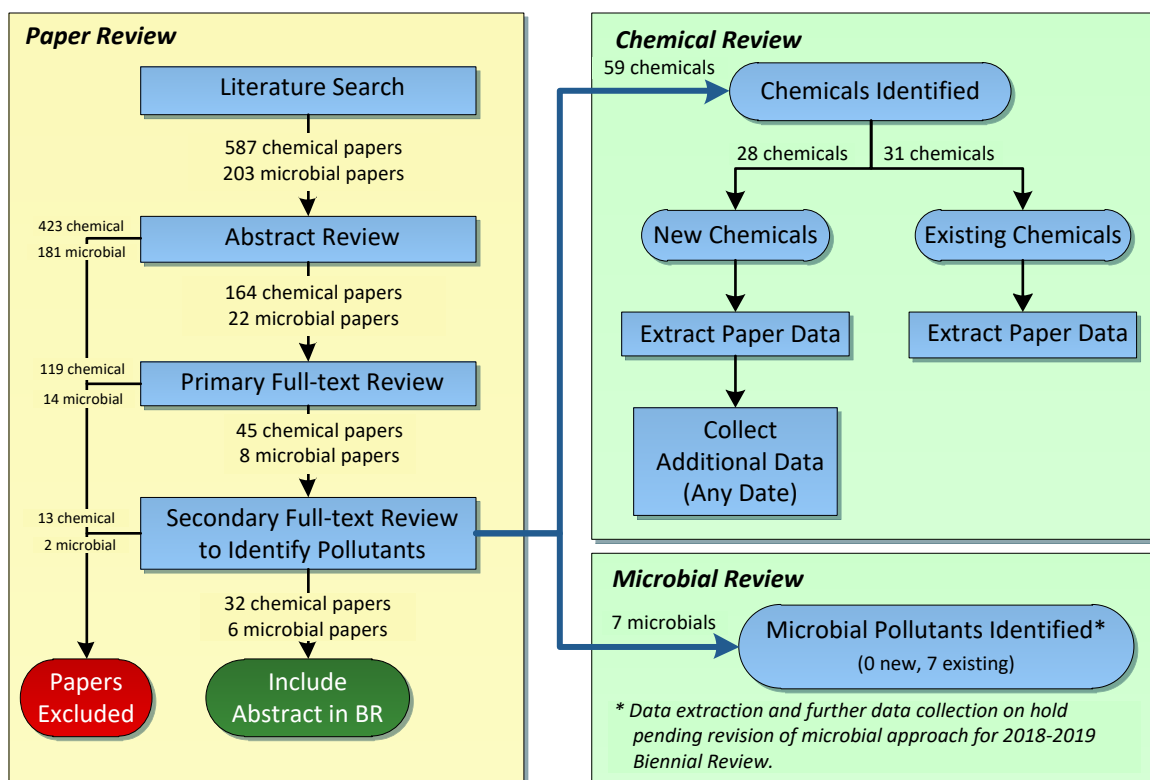 Paper Review
Literature Search
587 chemical papers
203 microbial papers
423 chemical
181 microbial
Abstract Review
164 chemical papers
22 microbial papers
119 chemical
14 microbial
Primary Full-text Review
45 chemical papers
8 microbial papers
13 chemical
2 microbial
Secondary Full-text Review
to Identify Pollutants
32 chemical papers
6 microbial papers
Papers
Excluded
Include
Abstract in BR
Chemical Review
59 chemicals
Chemicals Identified
28 chemicals
31 chemicals
New Chemicals
Existing Chemicals
Extract Paper Data
Extract Paper Data
Collect
Additional Data
(Any Date)
Microbial Review
7 microbials
Microbial Pollutants Identified*
(0 new, 7 existing)
* Data extraction and further data collection on hold
pending revision of microbial approach for 2018-2019
Biennial Review.